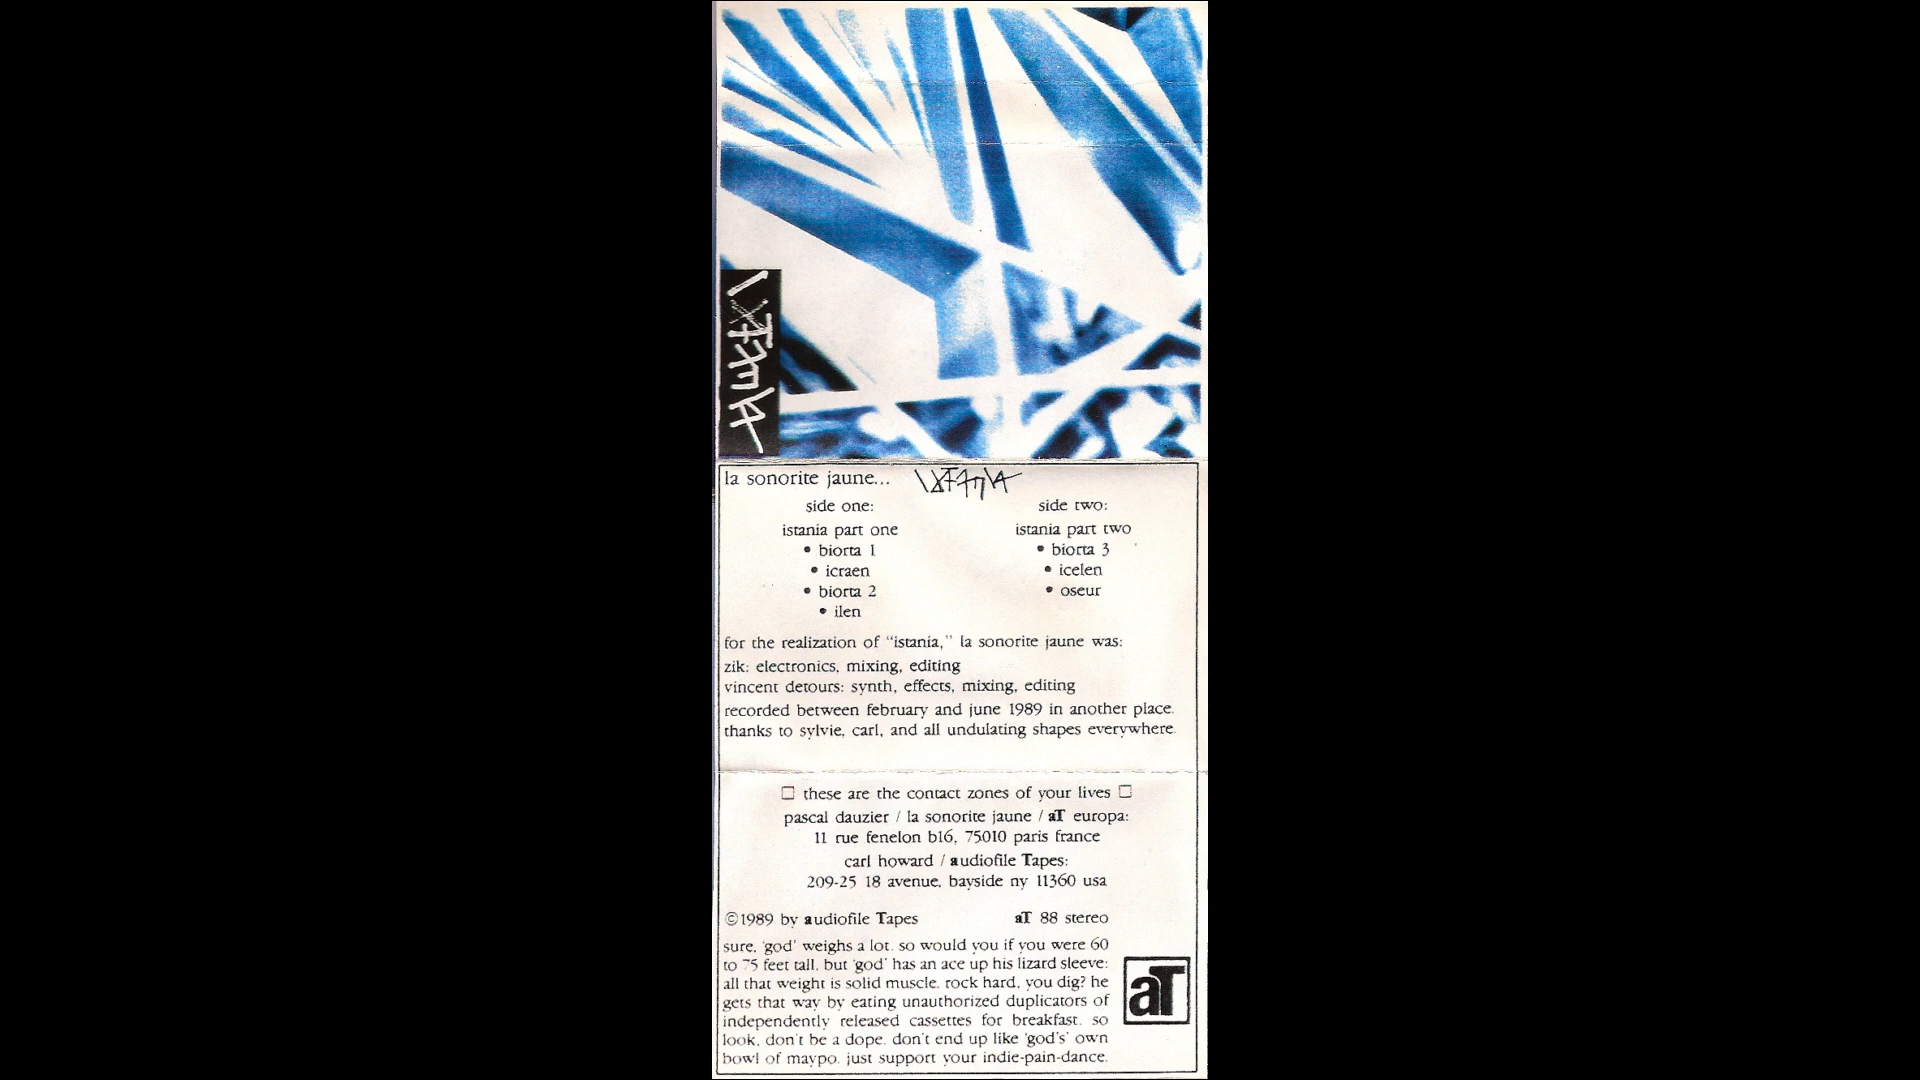 la sonorite jaune...
side one:
istania part one
• biorta 1
• icraen
• biorta 2
• ilen
side two:
istania part two
• biorta 3
• icelen
• oseur
for the realization of “istania,” la sonorite jaune was:
zik: electronics, mixing, editing
vincent detours: synth, effects, mixing, editing
recorded between february and june 1989 in another place.
thanks to sylvie, carl, and all undulating shapes everywhere.
□ these are the contact zones of your lives □
pascal dauzier / la sonorite jaune / aT europa:
11 rue fenelon b16, 75010 paris france
carl howard / audiofile Tapes:
209-25 18 avenue, bayside ny 11360 usa
©1989 by audiofile Tapes
aT 88 stereo
sure, 'god' weighs a lot. so would you if you were 60
to 75 feet tall. but 'god' has an ace up his lizard sleeve:
all that weight is solid muscle. rock hard, you dig? he
gets that way by eating unauthorized duplicators of
independently released cassettes for breakfast. so
look, don't be a dope. don't end up like 'god's' own
bowl of maypo. just support your indie-pain-dance.
aT